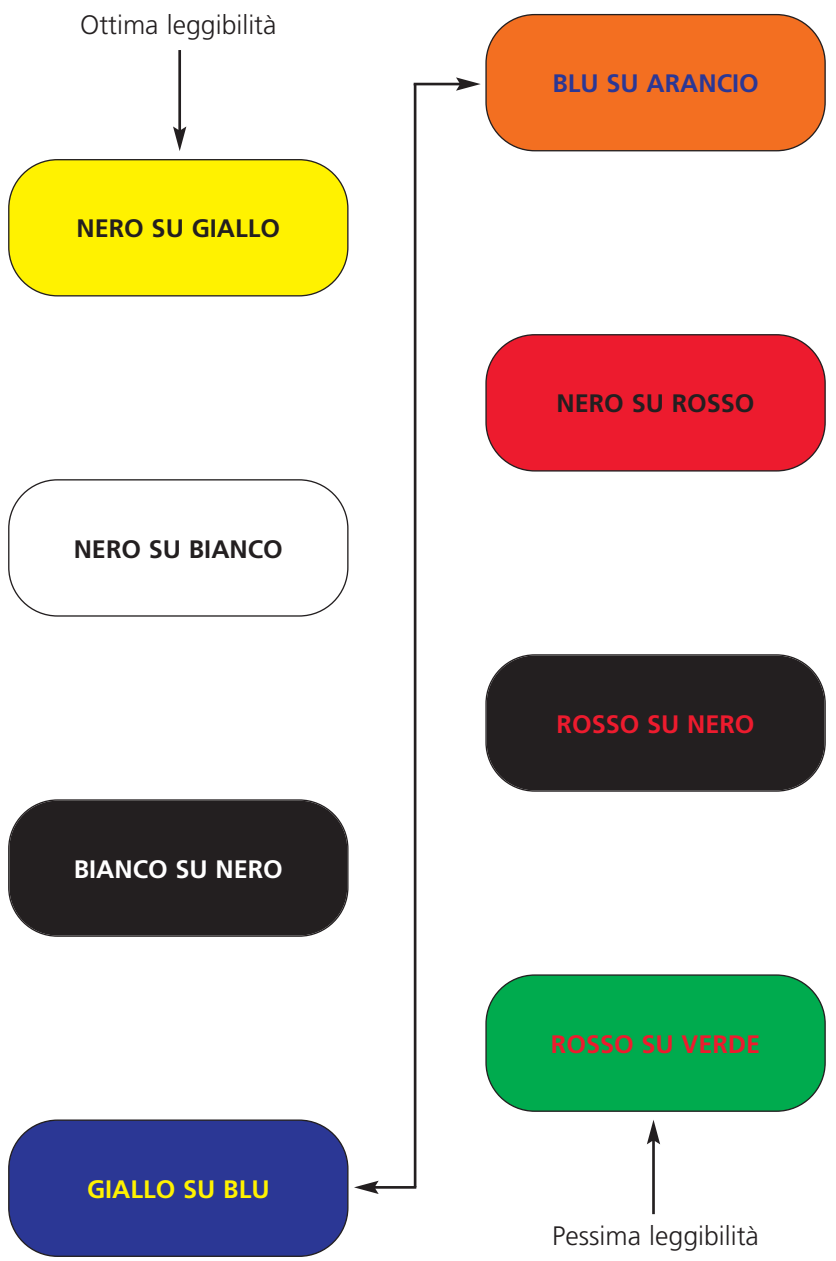 Ottima leggibilità
NERO SU GIALLO
NERO SU BIANCO
BIANCO SU NERO
GIALLO SU BLU
BLU SU ARANCIO
NERO SU ROSSO
ROSSO SU NERO
ROSSO SU VERDE
Pessima leggibilità